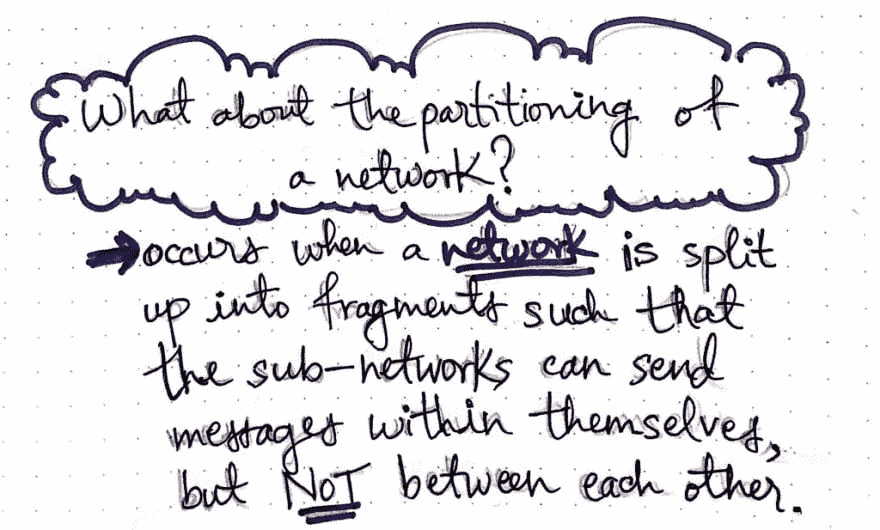 What about the partitioning of
a network?
occurs when a network is split
up into fragments such that
the sub-networks can send
messages within themselves,
but NOT between each other.